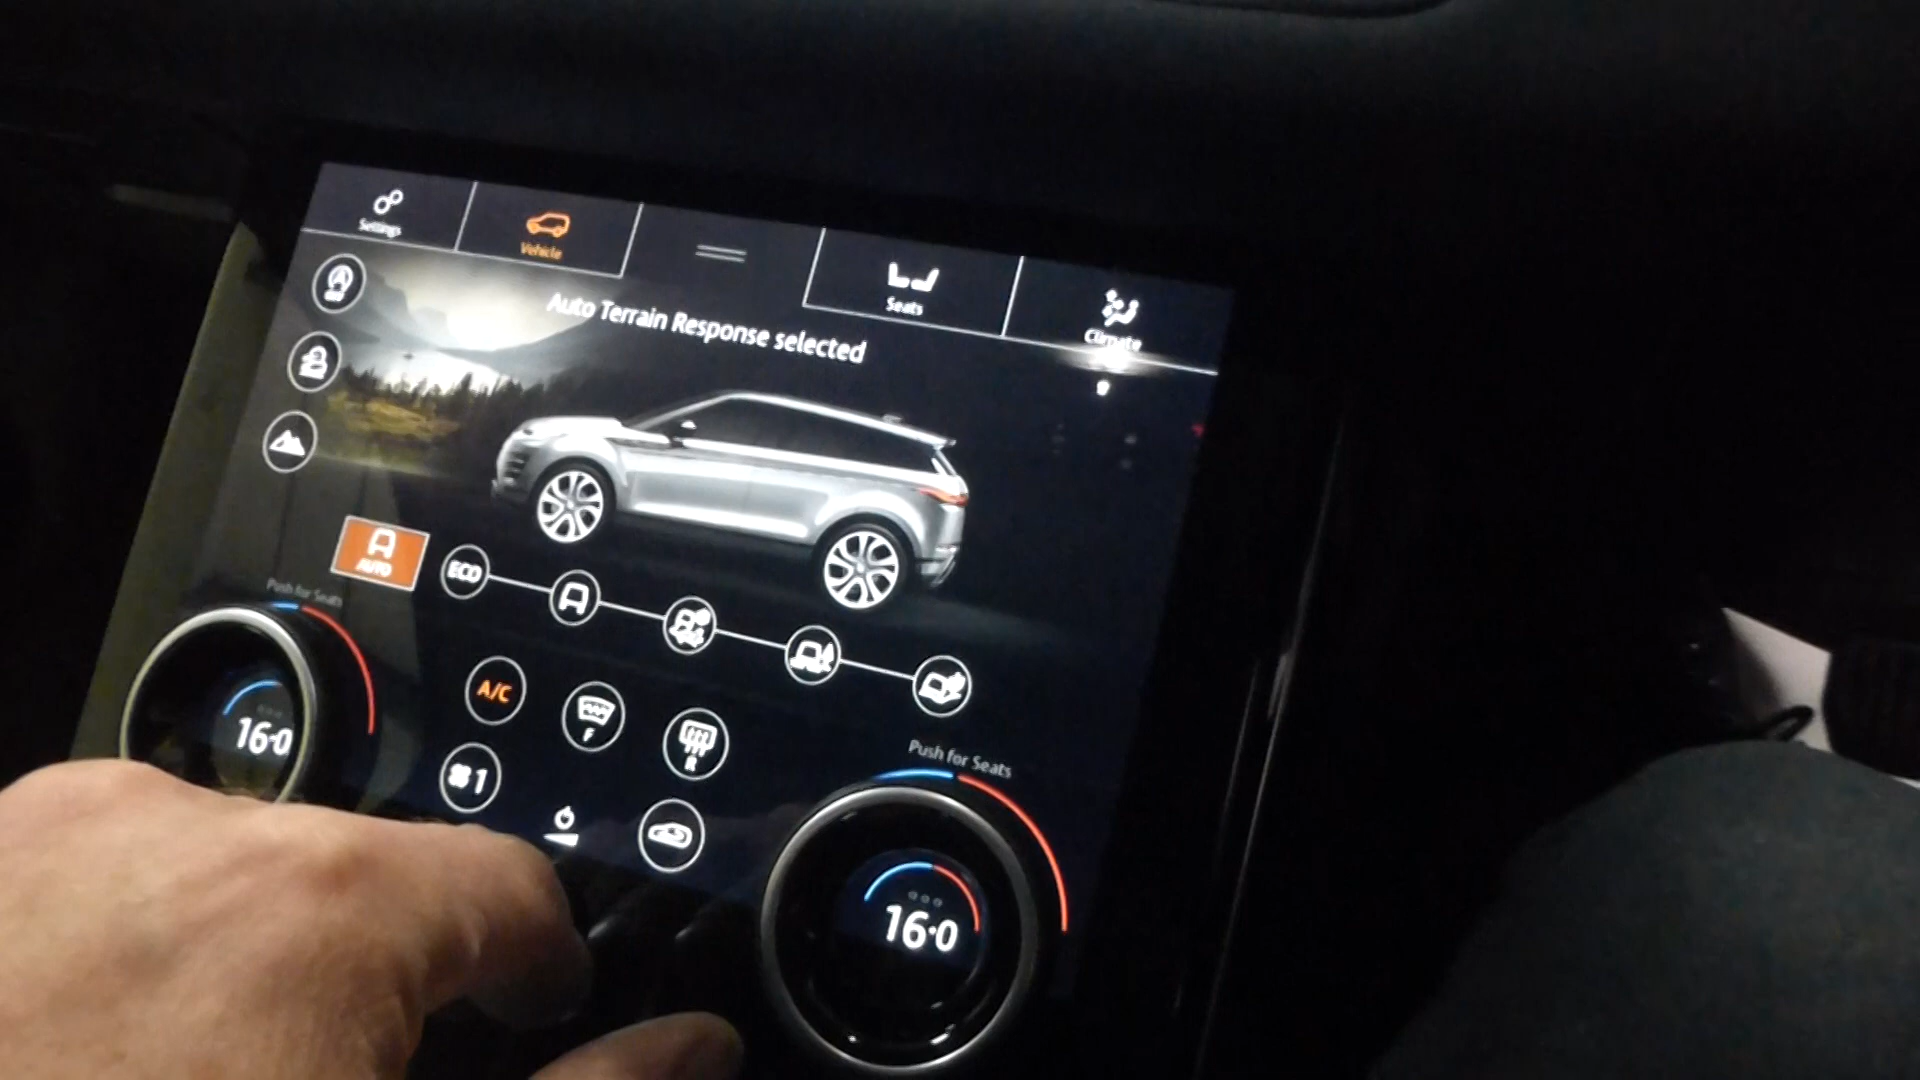 Settings
Vehicle
Seats
Climate
Auto Terrain Response selected
AUTO
ECO
Push for Seats
A/C
F
R
1
16·0
Push for Seats
16·0